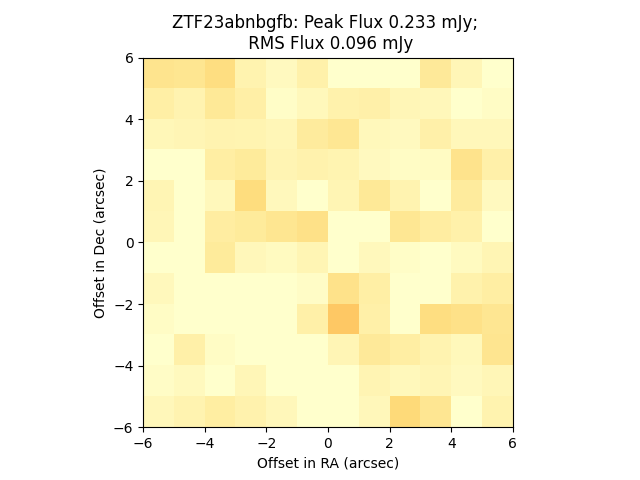 ZTF23abnbgfb: Peak Flux 0.233 mJy;
RMS Flux 0.096 mJy
6
4
2
0
−2
−4
−6
Offset in Dec (arcsec)
−6 −4 −2 0 2 4 6
Offset in RA (arcsec)